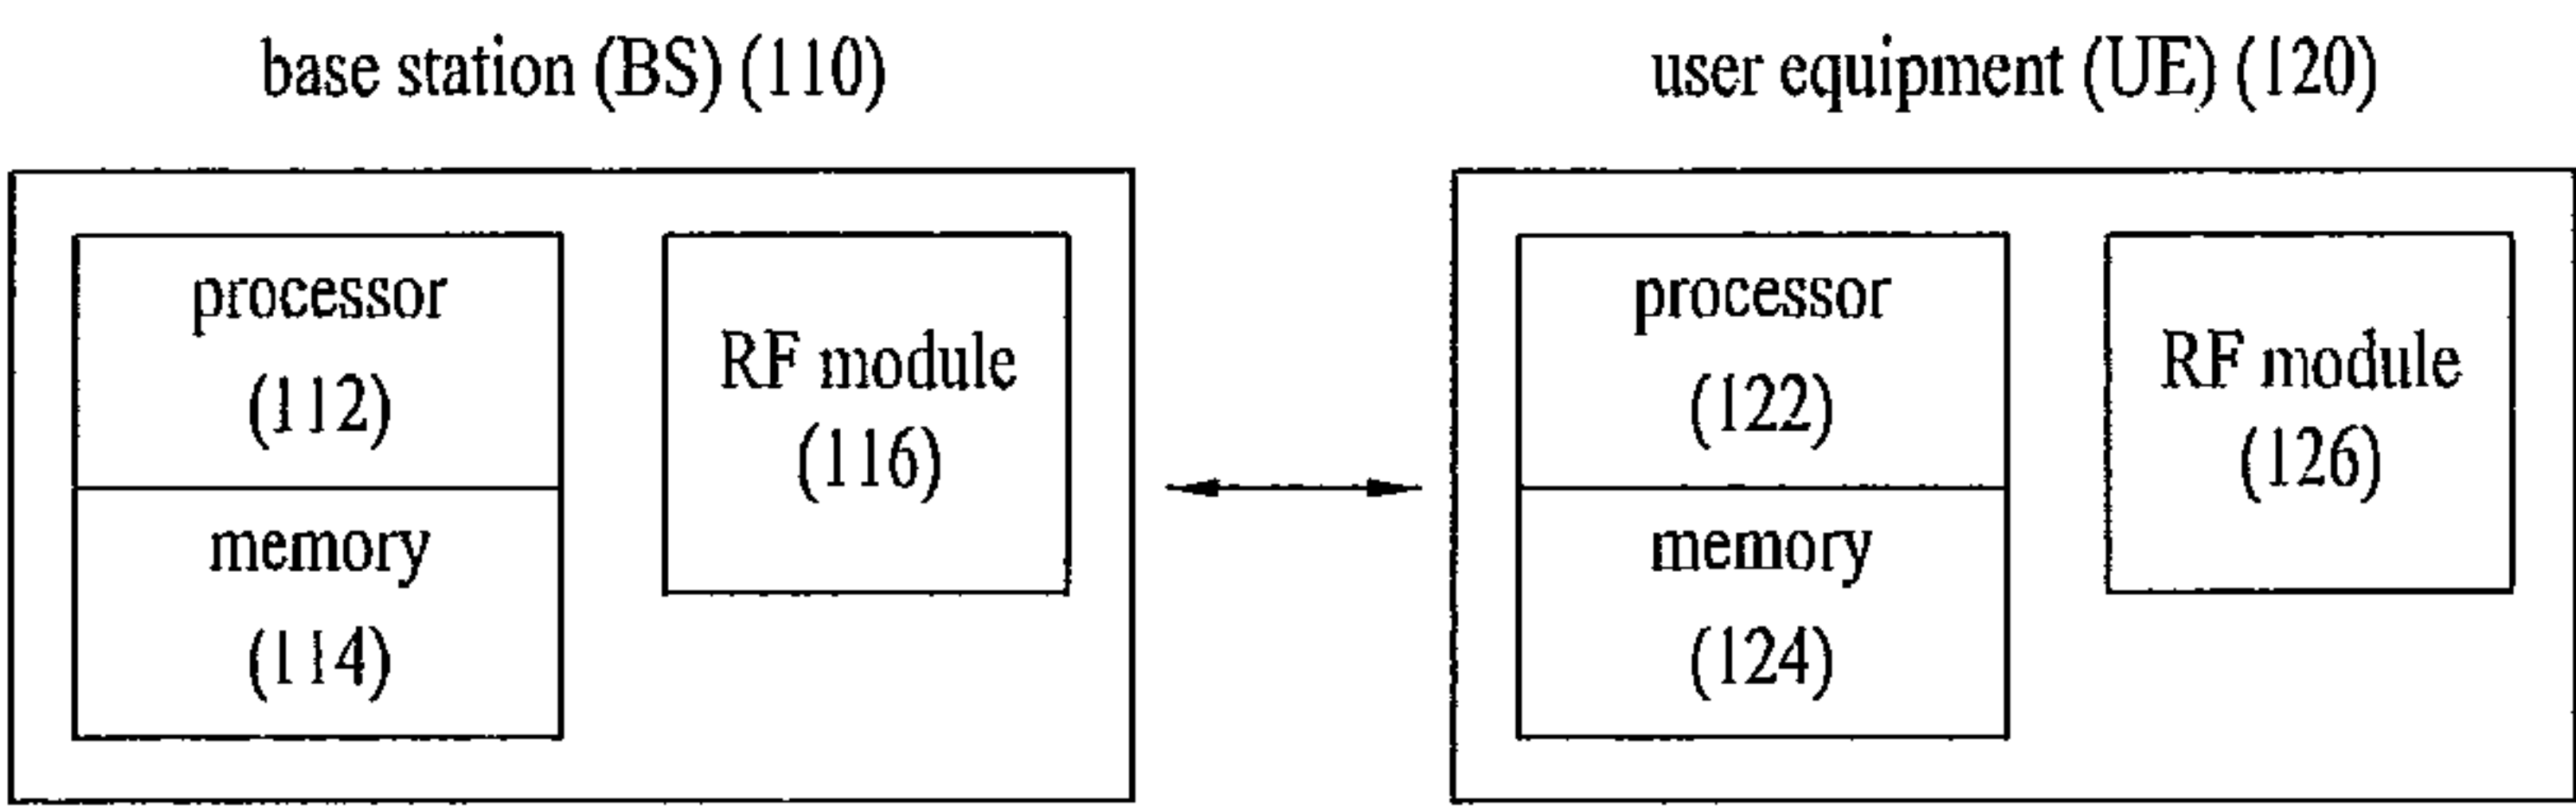 base station (BS) (110)
processor
(112)
memory
(114)
RF module
(116)
user equipment (UE) (120)
processor
(122)
memory
(124)
RF module
(126)